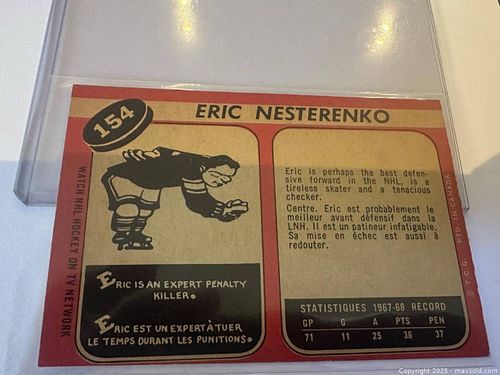 154
ERIC NESTERENKO
WATCH NHL HOCKEY ON TV NETWORK
ERIC IS AN EXPERT PENALTY
KILLER.
ERIC EST UN EXPERT À TUER
LE TEMPS DURANT LES PUNITIONS.
Eric is perhaps the best defen-
sive forward in the NHL, is a
tireless skater and a tenacious
checker.
Centre. Eric est probablement le
meilleur avant défensif dans la
LNH. Il est un patineur infatigable.
Sa mise en échec est aussi à
redouter.
STATISTIQUES 1967-68 RECORD
GP G A PTS PEN
71 11 25 36 37
© T.C.G. PTD. IN CANADA
Copyright 2025 - maxsold.com